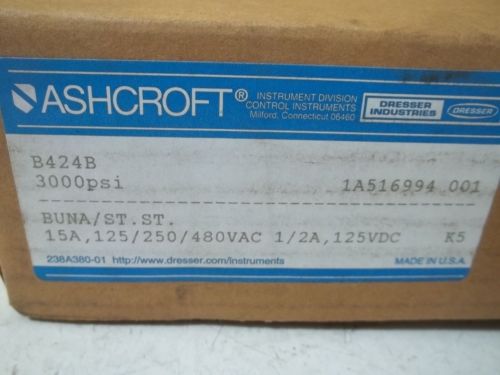 ASHCROFT®
INSTRUMENT DIVISION
CONTROL INSTRUMENTS
Milford, Connecticut 06460
DRESSER
INDUSTRIES
DRESSER
B424B
3000psi 1A516994 001
BUNA/ST.ST.
15A,125/250/480VAC 1/2A,125VDC K5
238A380-01 http://www.dresser.com/instruments MADE IN U.S.A.